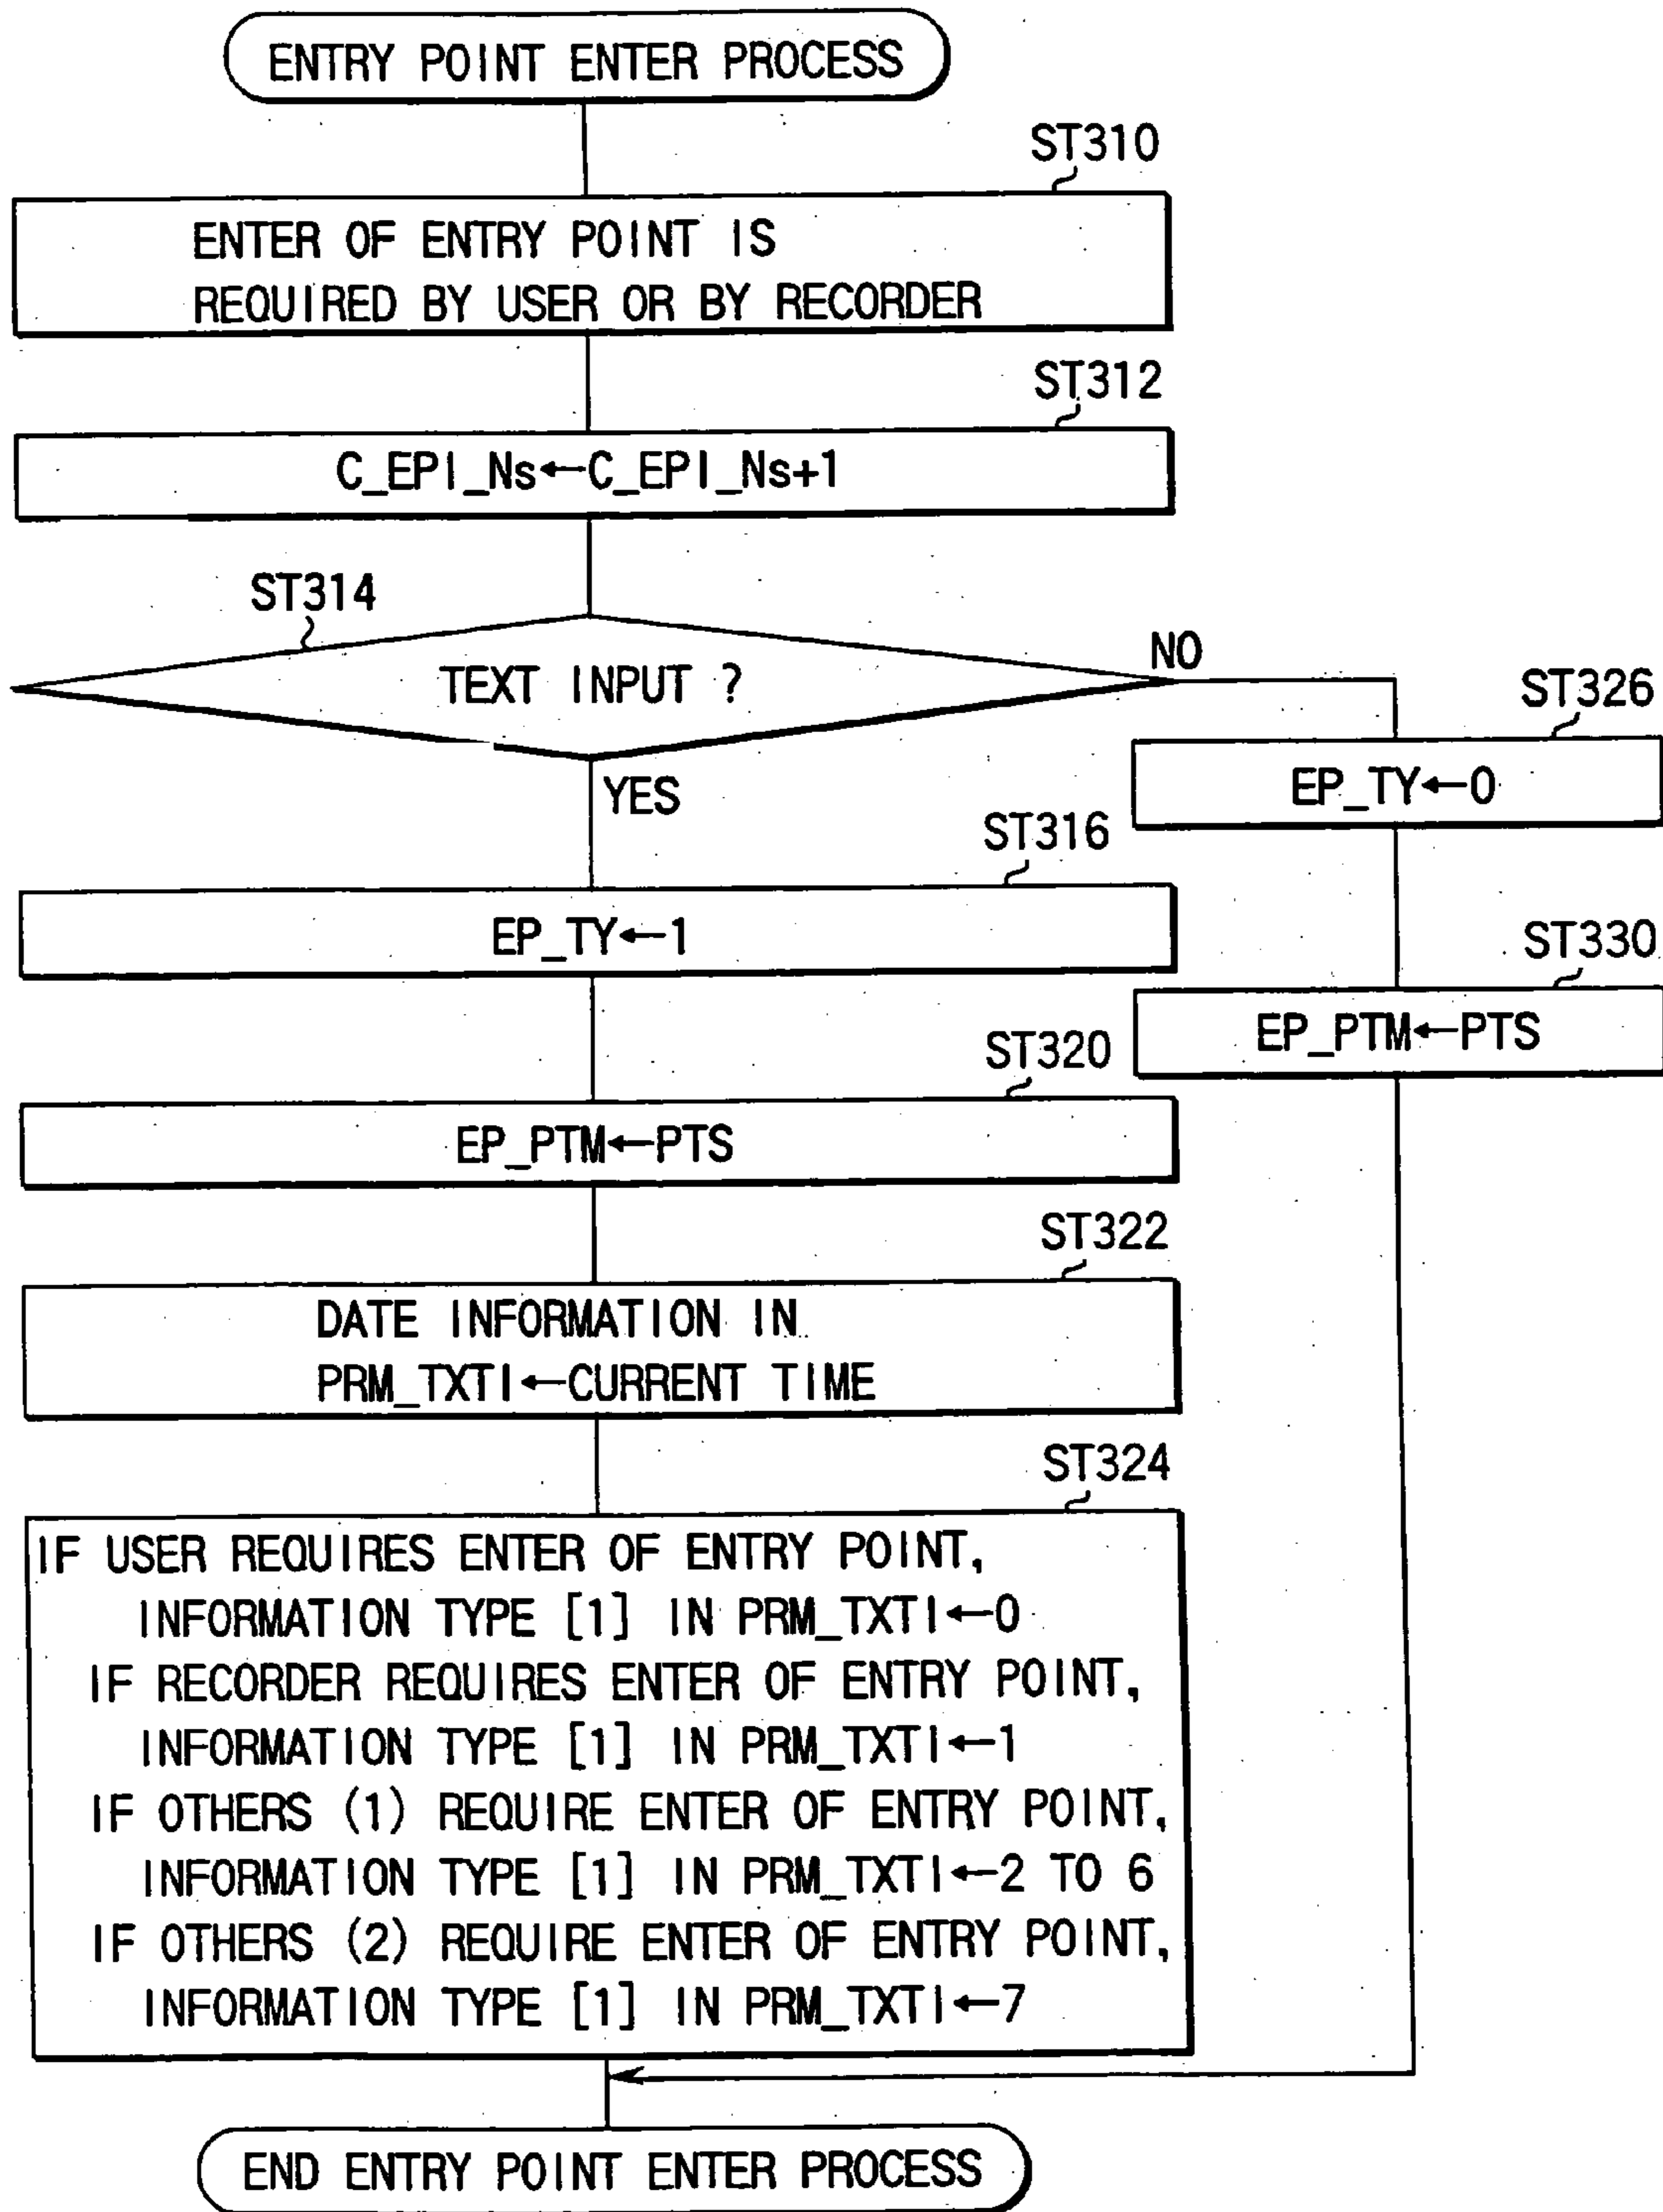 ENTRY POINT ENTER PROCESS
ST310
ENTER OF ENTRY POINT IS
REQUIRED BY USER OR BY RECORDER
ST312
C_EPI_Ns←C_EPI_Ns+1
ST314
TEXT INPUT ?
NO
YES
ST326
EP_TY←0
ST316
EP_TY←1
ST330
EP_PTM←PTS
ST320
EP_PTM←PTS
ST322
DATE INFORMATION IN
PRM_TXTI←CURRENT TIME
ST324
IF USER REQUIRES ENTER OF ENTRY POINT,
INFORMATION TYPE [1] IN PRM_TXTI←0
IF RECORDER REQUIRES ENTER OF ENTRY POINT,
INFORMATION TYPE [1] IN PRM_TXTI←1
IF OTHERS (1) REQUIRE ENTER OF ENTRY POINT,
INFORMATION TYPE [1] IN PRM_TXTI←2 TO 6
IF OTHERS (2) REQUIRE ENTER OF ENTRY POINT,
INFORMATION TYPE [1] IN PRM_TXTI←7
END ENTRY POINT ENTER PROCESS